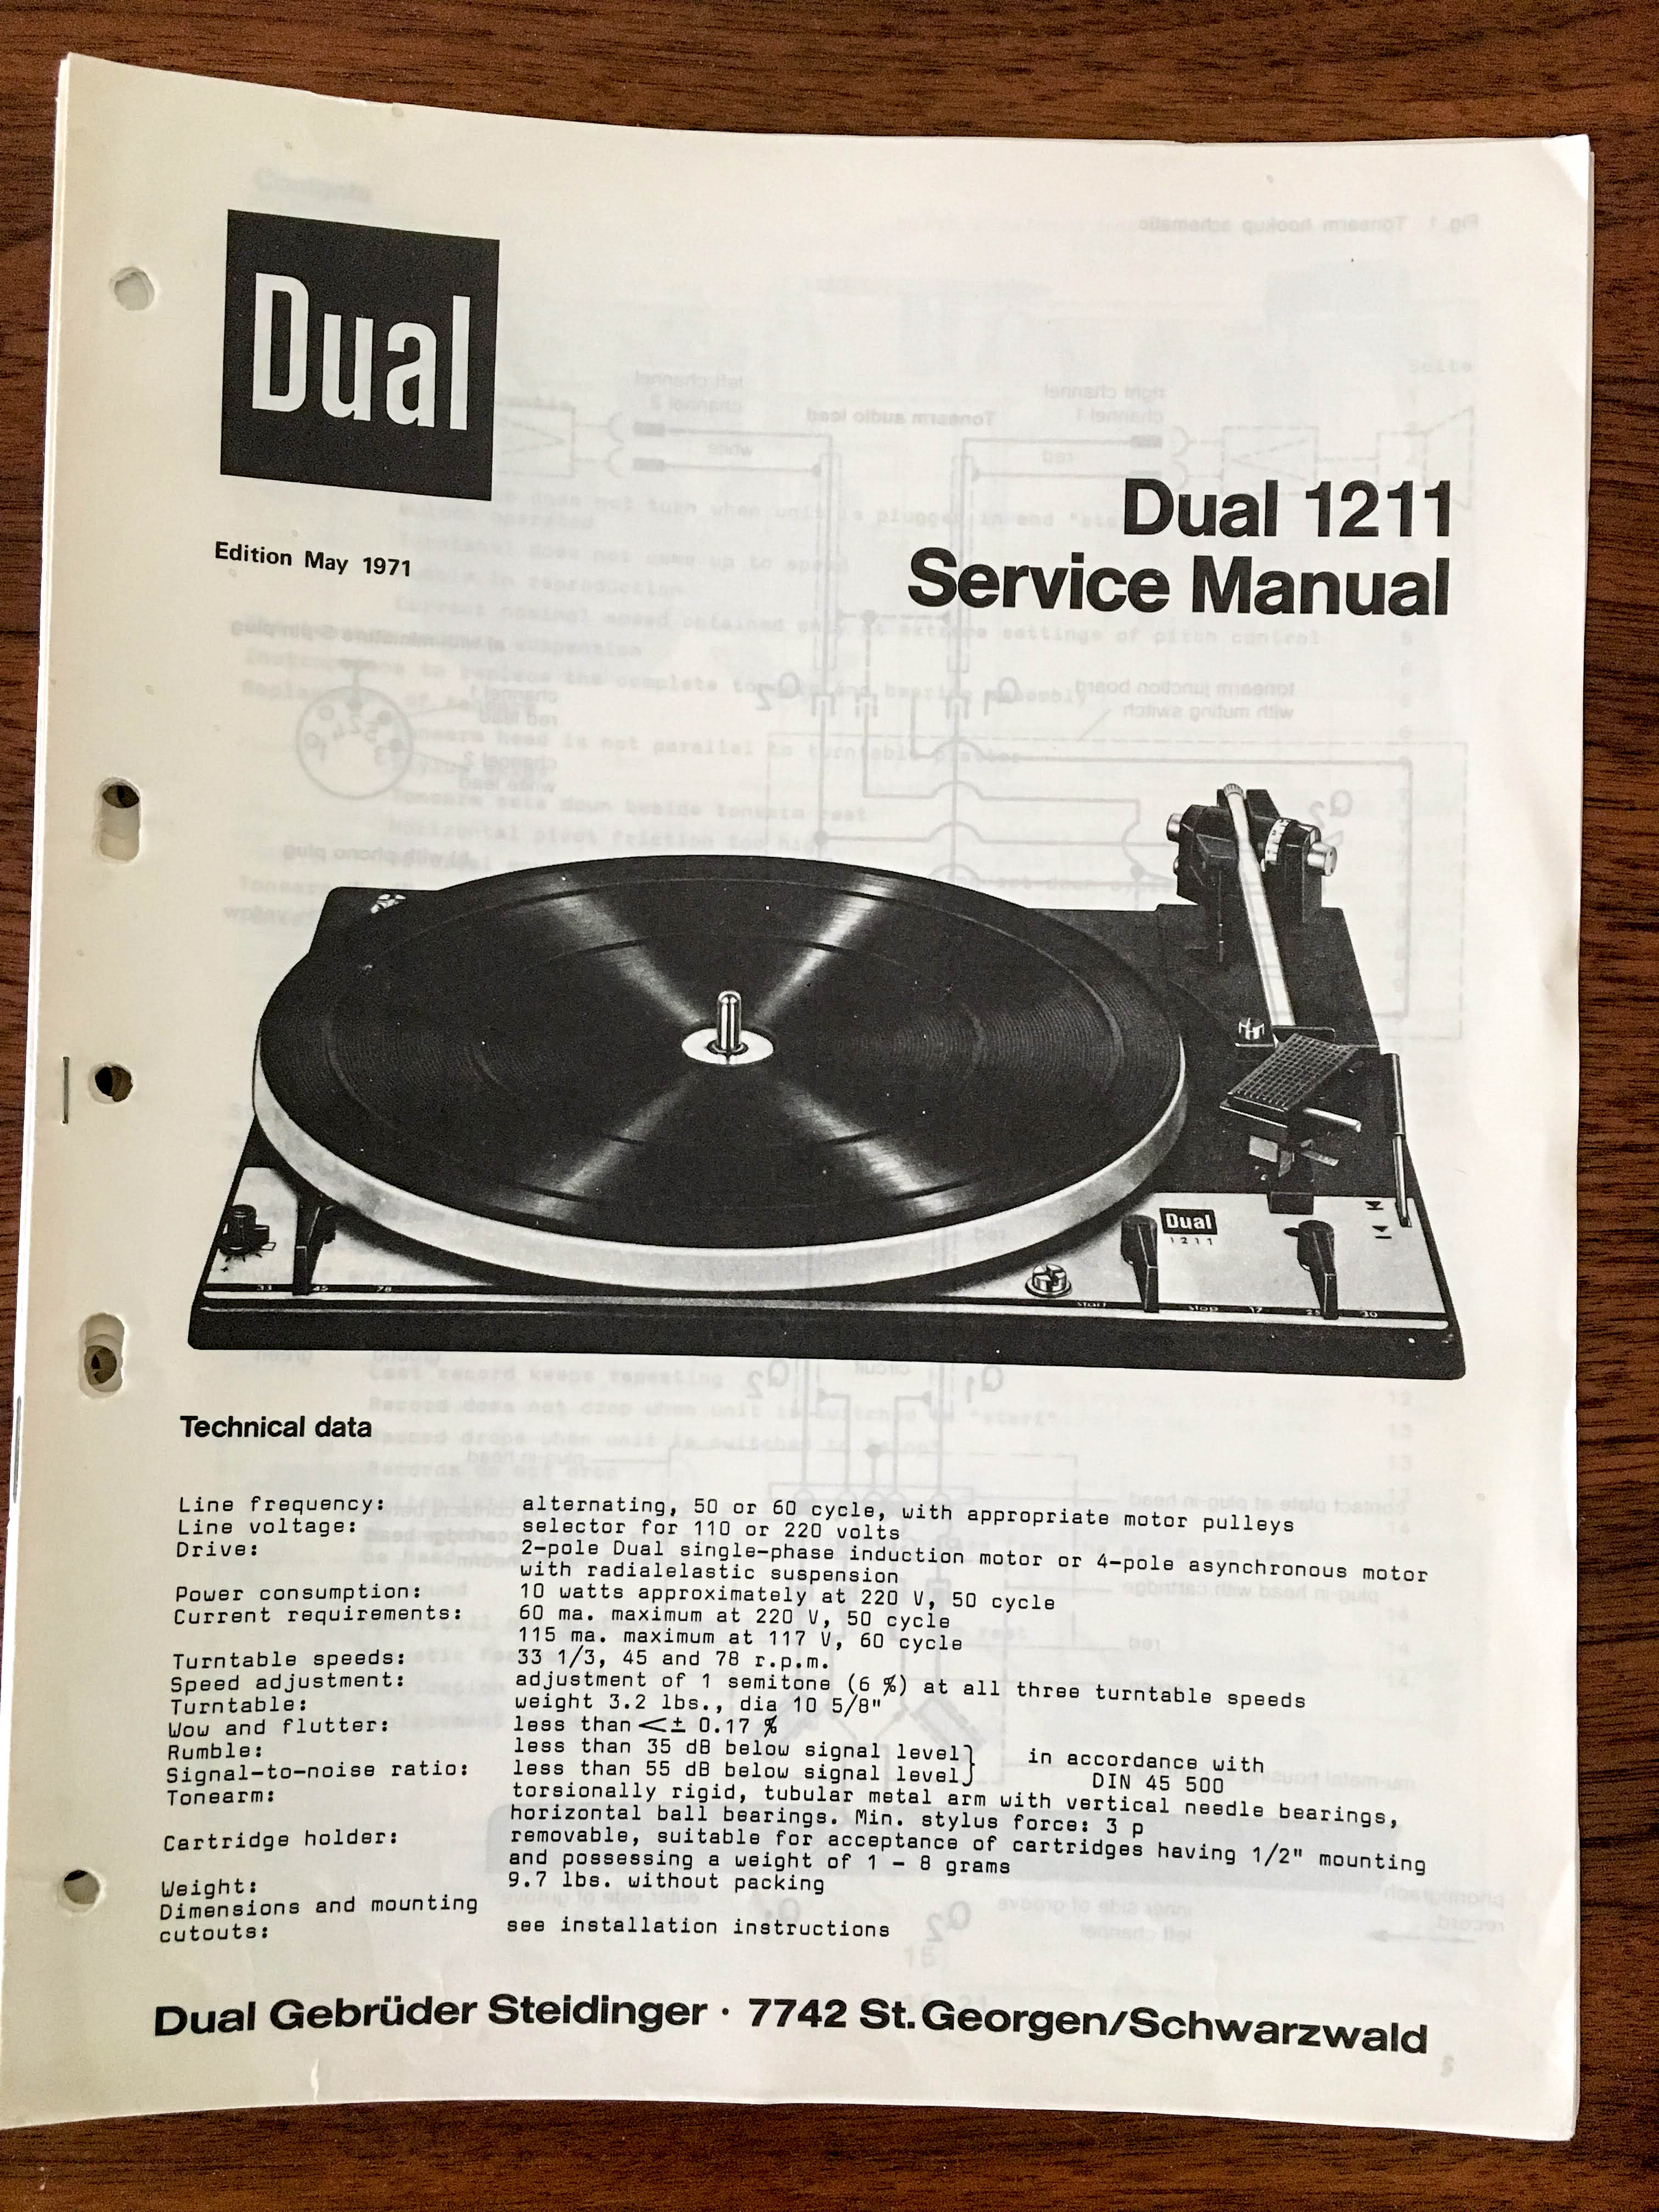 Dual
Edition May 1971
Dual 1211
Service Manual
Dual
1211
33 45 78
start stop 17 25 30
Technical data
Line frequency: alternating, 50 or 60 cycle, with appropriate motor pulleys
Line voltage: selector for 110 or 220 volts
Drive: 2-pole Dual single-phase induction motor or 4-pole asynchronous motor
with radialelastic suspension
Power consumption: 10 watts approximately at 220 V, 50 cycle
Current requirements: 60 ma. maximum at 220 V, 50 cycle
115 ma. maximum at 117 V, 60 cycle
Turntable speeds: 33 1/3, 45 and 78 r.p.m.
Speed adjustment: adjustment of 1 semitone (6 %) at all three turntable speeds
Turntable: weight 3.2 lbs., dia 10 5/8"
Wow and flutter: less than <± 0.17 %
Rumble: less than 35 dB below signal level} in accordance with
Signal-to-noise ratio: less than 55 dB below signal level} DIN 45 500
Tonearm: torsionally rigid, tubular metal arm with vertical needle bearings,
horizontal ball bearings. Min. stylus force: 3 p
Cartridge holder: removable, suitable for acceptance of cartridges having 1/2" mounting
and possessing a weight of 1 - 8 grams
Weight: 9.7 lbs. without packing
Dimensions and mounting
cutouts: see installation instructions
Dual Gebrüder Steidinger · 7742 St. Georgen/Schwarzwald